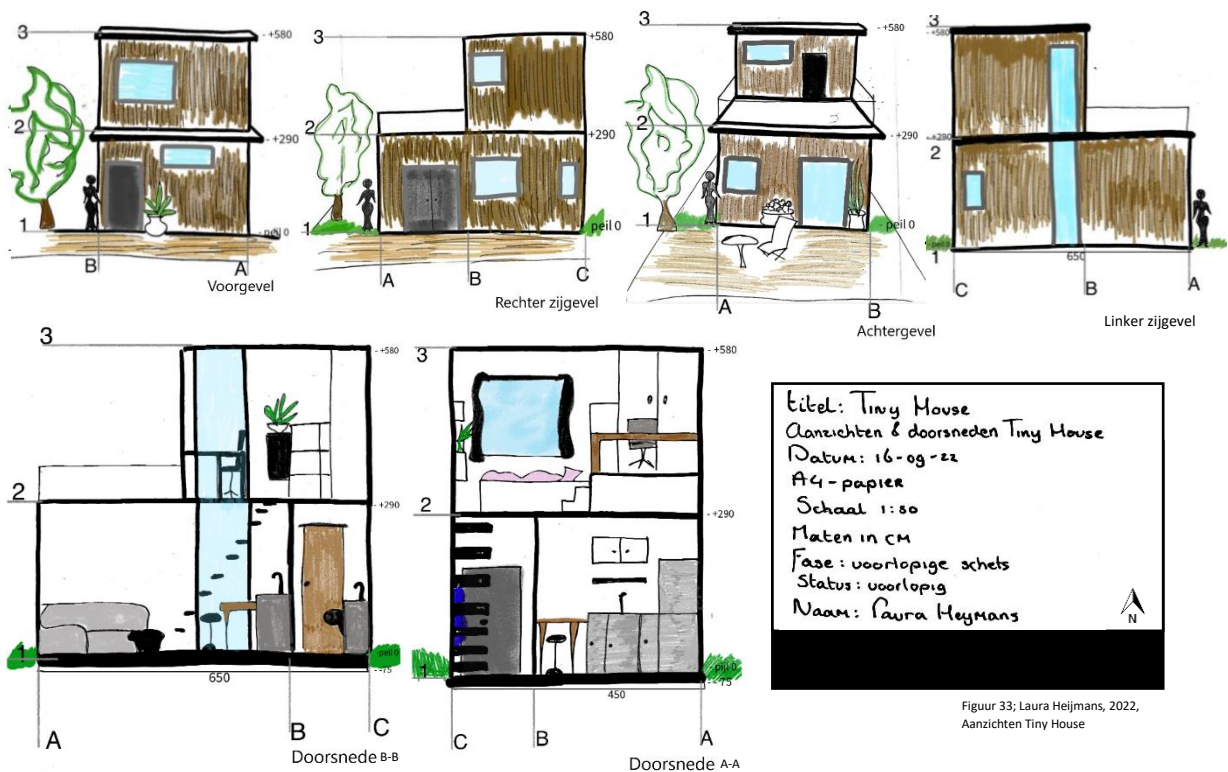 3
+580
2
+290
1
peil 0
B
A
Voorgevel
3
+580
2
+290
1
peil 0
A
B
C
Rechter zijgevel
3
+580
2
+290
1
peil 0
A
B
Achtergevel
3
+580
+290
2
peil 0
1
650
C
B
A
Linker zijgevel
3
+580
2
+290
1
peil 0
-75
650
A
B
C
Doorsnede B-B
3
+580
2
+290
1
peil 0
-75
450
C
B
A
Doorsnede A-A
titel: Tiny House
Aanzichten & doorsneden Tiny House
Datum: 16-09-22
A4-papier
Schaal 1:50
Maten in CM
Fase: voorlopige schets
Status: voorlopig
Naam: Laura Heymans
N
Figuur 33; Laura Heijmans, 2022,
Aanzichten Tiny House